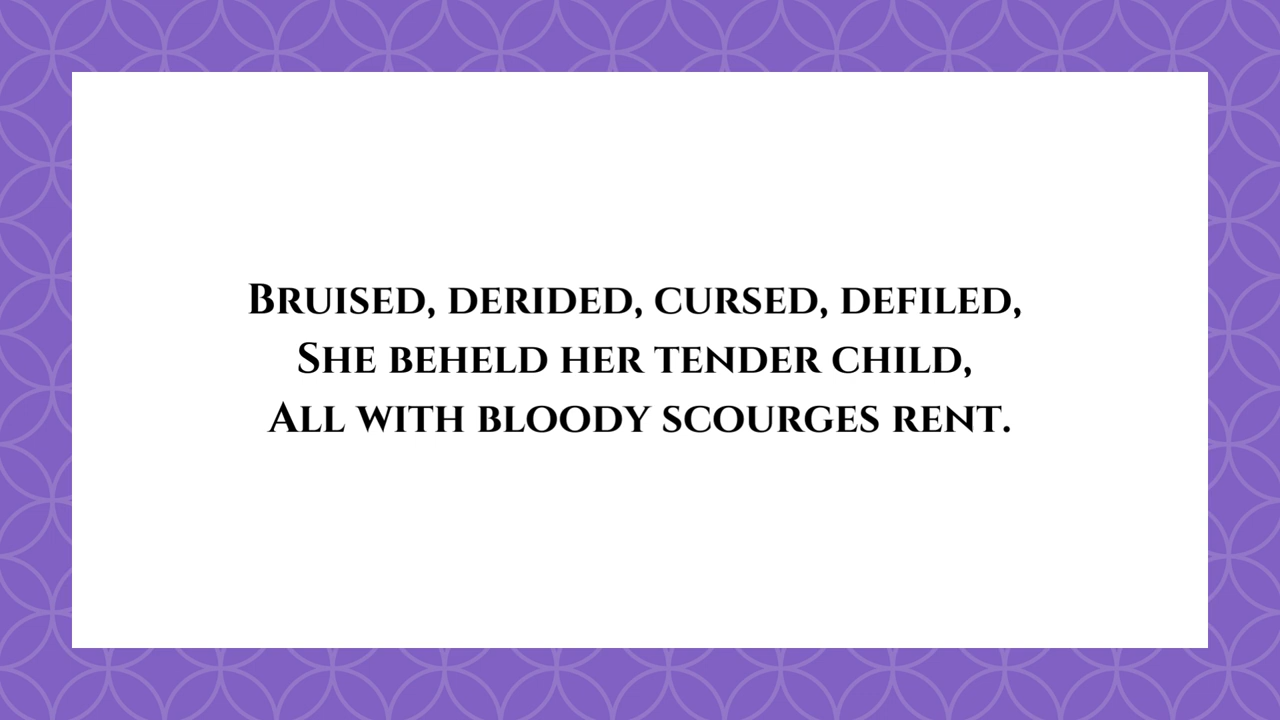 Bruised, derided, cursed, defiled,
She beheld her tender child,
All with bloody scourges rent.